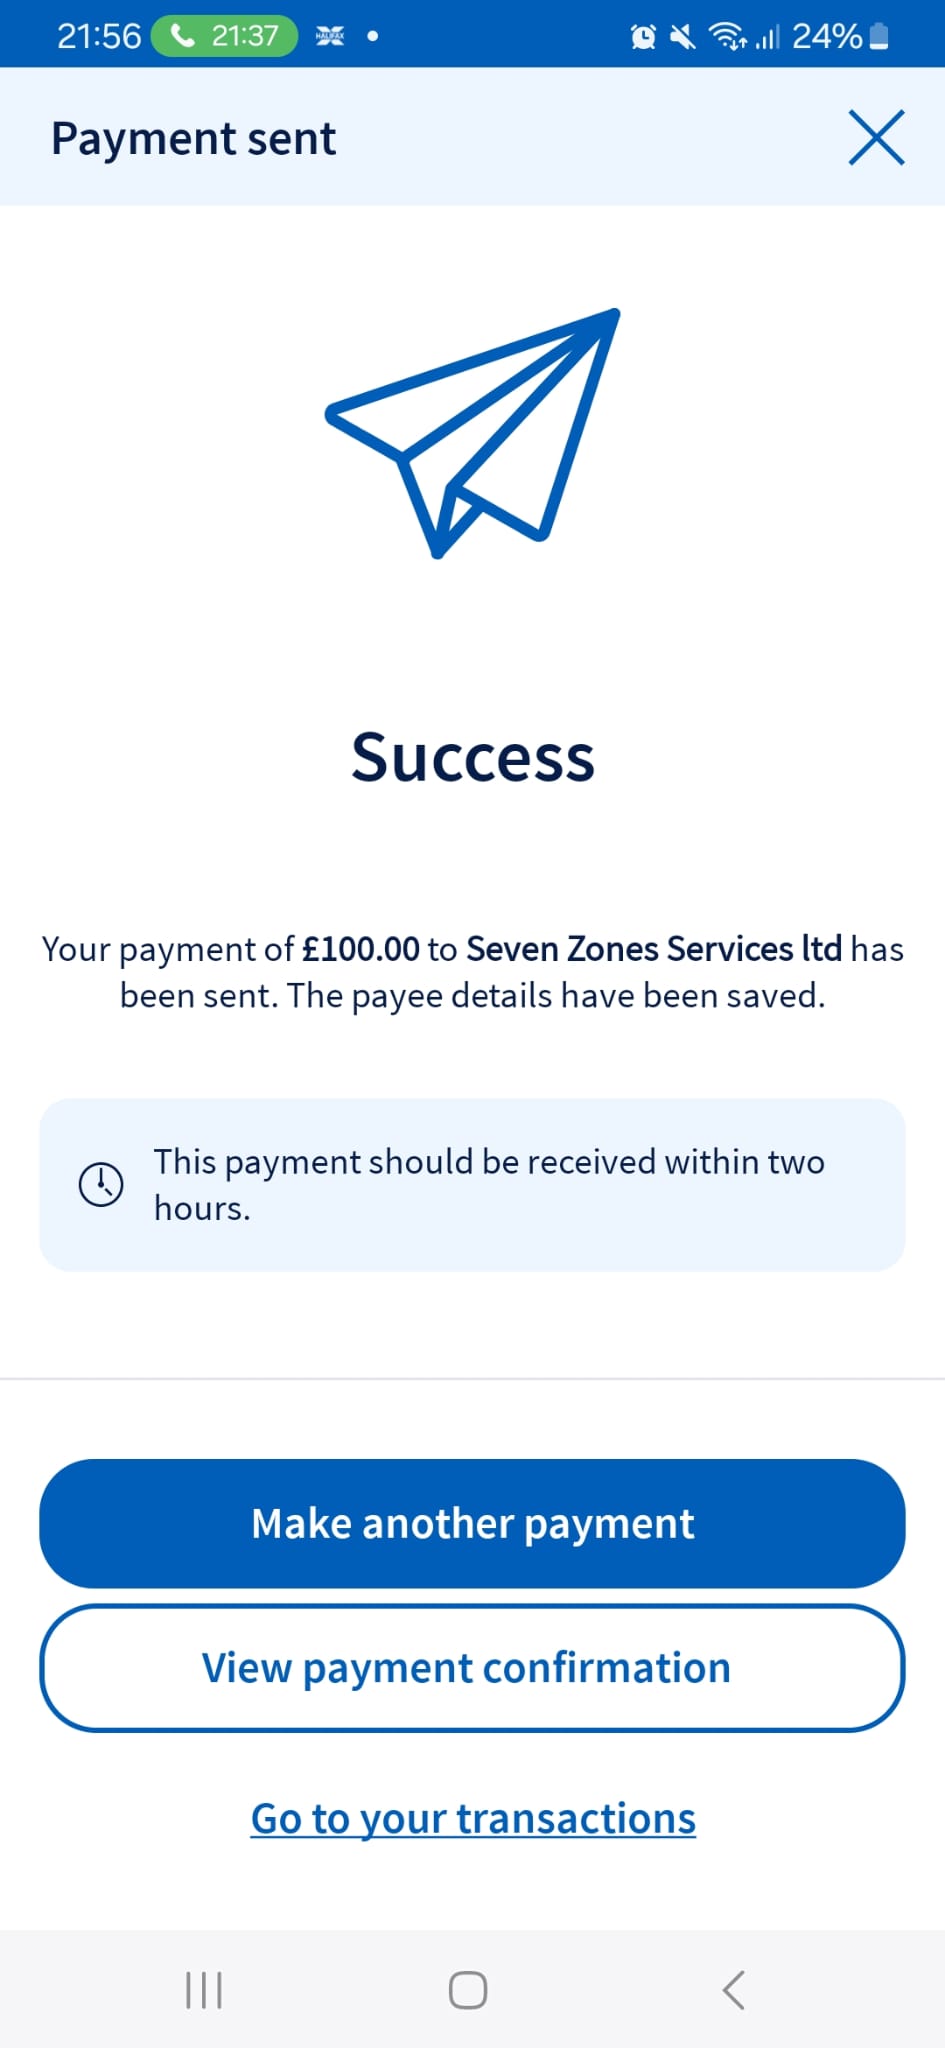 21:56 21:37 HALIFAX 24%
Payment sent
Success
Your payment of £100.00 to Seven Zones Services ltd has
been sent. The payee details have been saved.
This payment should be received within two
hours.
Make another payment
View payment confirmation
Go to your transactions